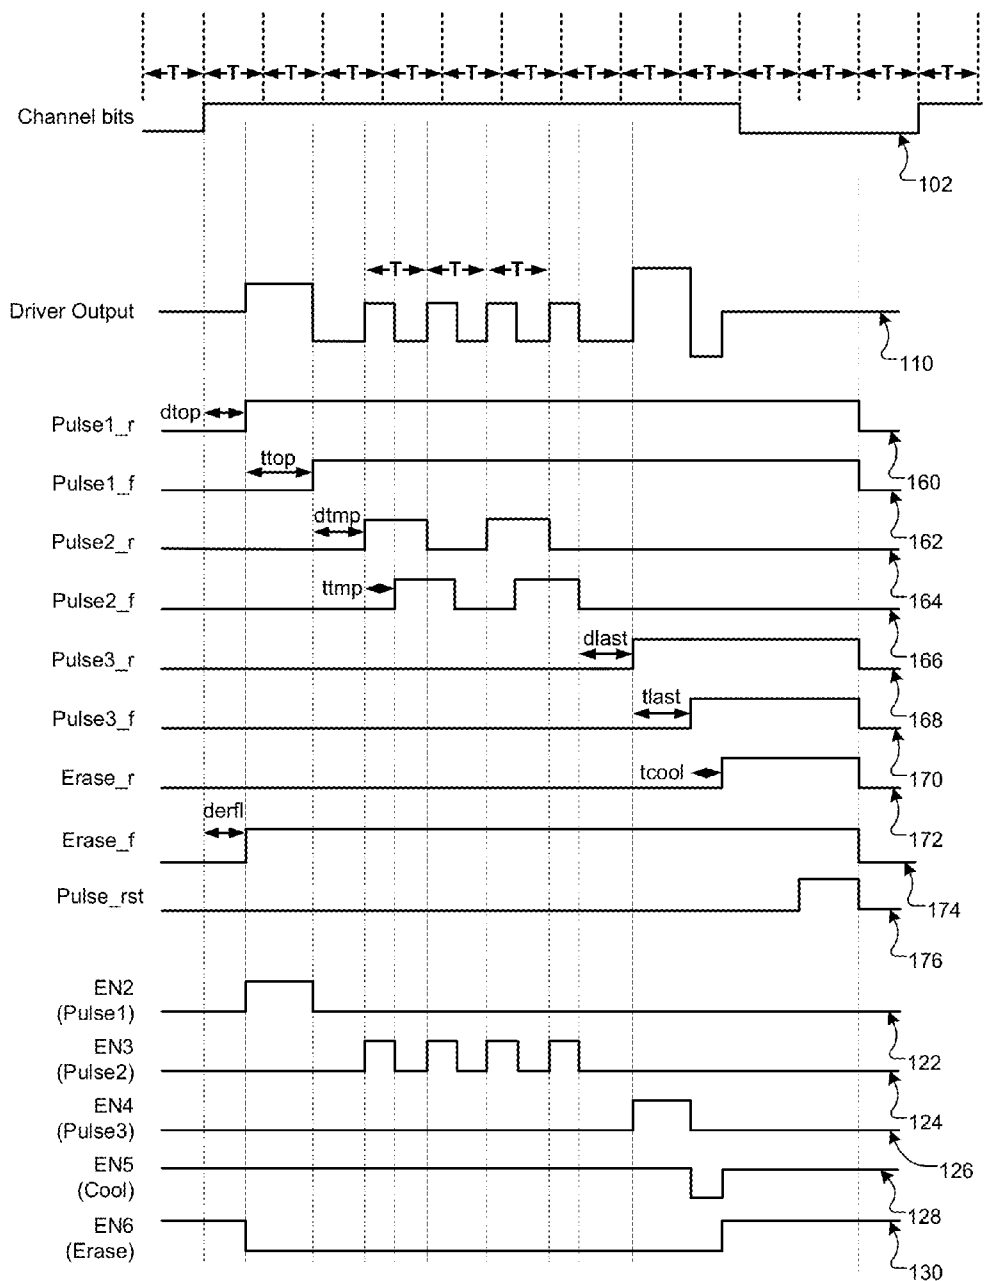 T T T T T T T T T T T T T T
Channel bits
102
T T T
Driver Output
110
dtop
Pulse1_r
160
ttop
Pulse1_f
162
dtmp
Pulse2_r
164
ttmp
Pulse2_f
166
dlast
Pulse3_r
168
tlast
Pulse3_f
170
tcool
Erase_r
172
derfl
Erase_f
174
Pulse_rst
176
EN2
(Pulse1)
122
EN3
(Pulse2)
124
EN4
(Pulse3)
126
EN5
(Cool)
128
EN6
(Erase)
130